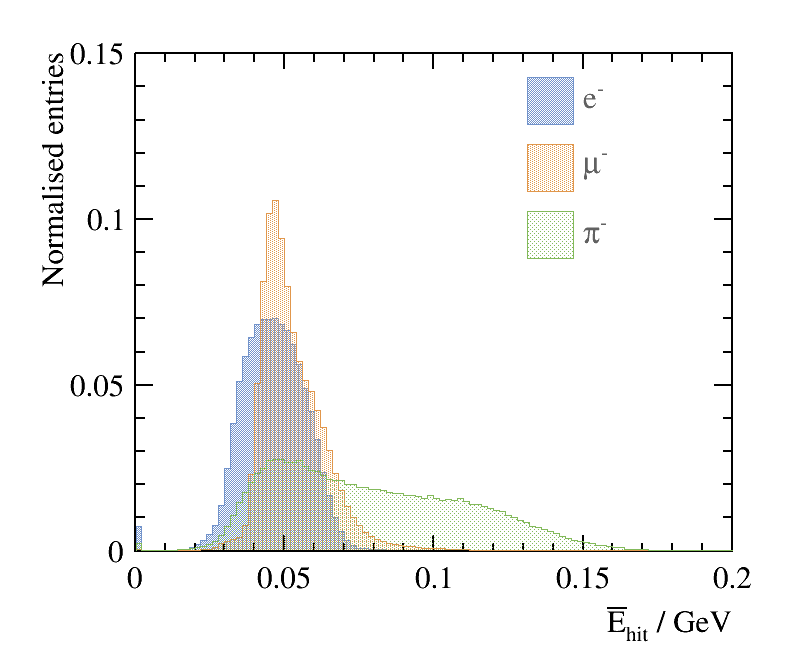 Normalised entries
0.15
0.1
0.05
0
e⁻
μ⁻
π⁻
0 0.05 0.1 0.15 0.2
E̅hit / GeV